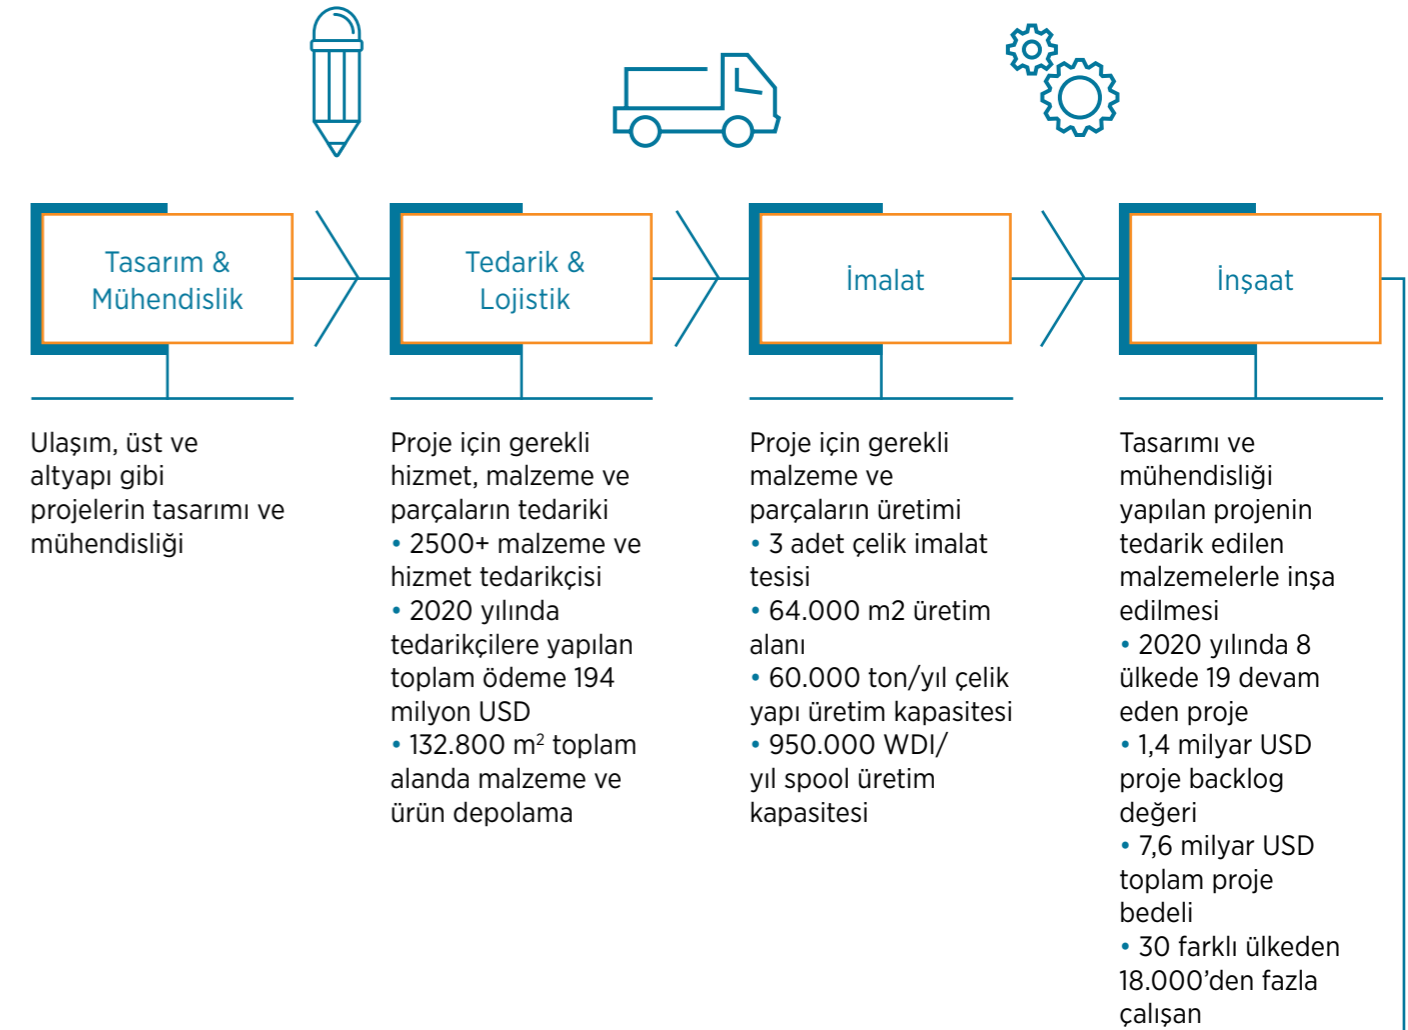 Tasarım &
Mühendislik
Tedarik &
Lojistik
İmalat
İnşaat
Ulaşım, üst ve
altyapı gibi
projelerin tasarımı ve
mühendisliği
Proje için gerekli
hizmet, malzeme ve
parçaların tedariki
• 2500+ malzeme ve
hizmet tedarikçisi
• 2020 yılında
tedarikçilere yapılan
toplam ödeme 194
milyon USD
• 132.800 m² toplam
alanda malzeme ve
ürün depolama
Proje için gerekli
malzeme ve
parçaların üretimi
• 3 adet çelik imalat
tesisi
• 64.000 m2 üretim
alanı
• 60.000 ton/yıl çelik
yapı üretim kapasitesi
• 950.000 WDI/
yıl spool üretim
kapasitesi
Tasarımı ve
mühendisliği
yapılan projenin
tedarik edilen
malzemelerle inşa
edilmesi
• 2020 yılında 8
ülkede 19 devam
eden proje
• 1,4 milyar USD
proje backlog
değeri
• 7,6 milyar USD
toplam proje
bedeli
• 30 farklı ülkeden
18.000’den fazla
çalışan